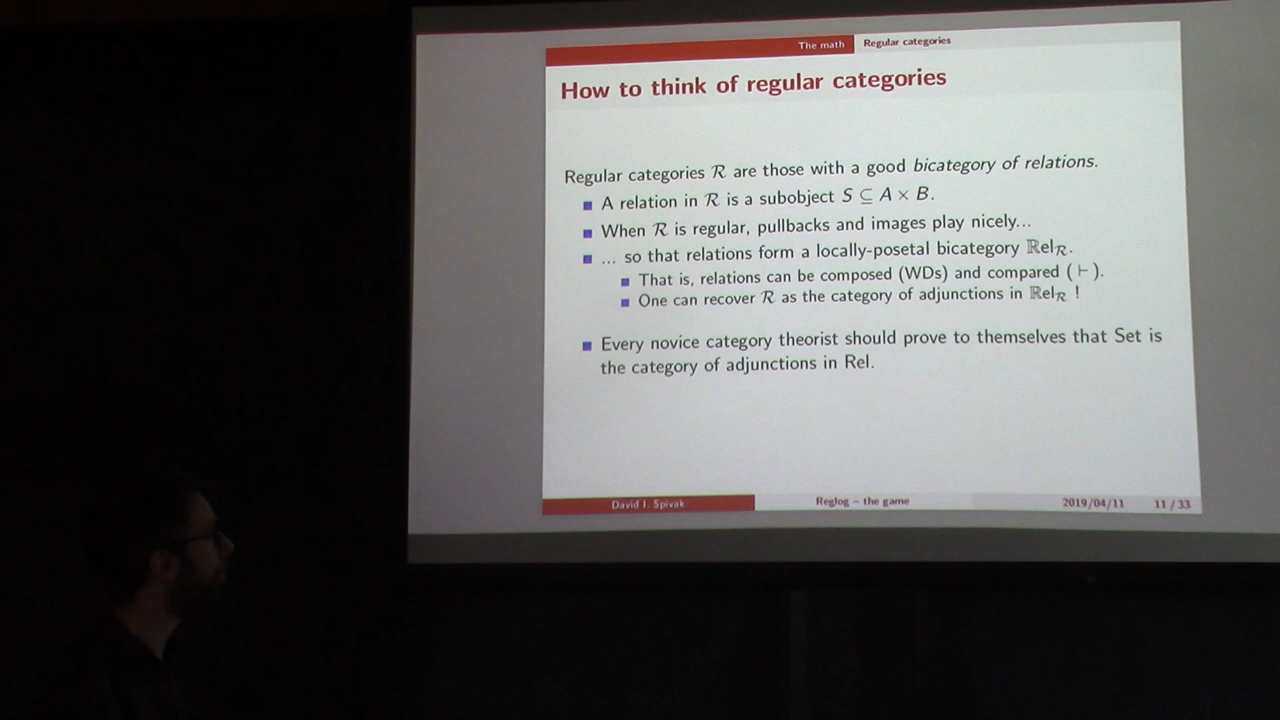 The math Regular categories
How to think of regular categories
Regular categories ℛ are those with a good bicategory of relations.
A relation in ℛ is a subobject S ⊆ A × B.
When ℛ is regular, pullbacks and images play nicely...
... so that relations form a locally-posetal bicategory ℝel_ℛ.
That is, relations can be composed (WDs) and compared (⊢).
One can recover ℛ as the category of adjunctions in ℝel_ℛ !
Every novice category theorist should prove to themselves that Set is
the category of adjunctions in Rel.
David I. Spivak Reglog – the game 2019/04/11 11 / 33